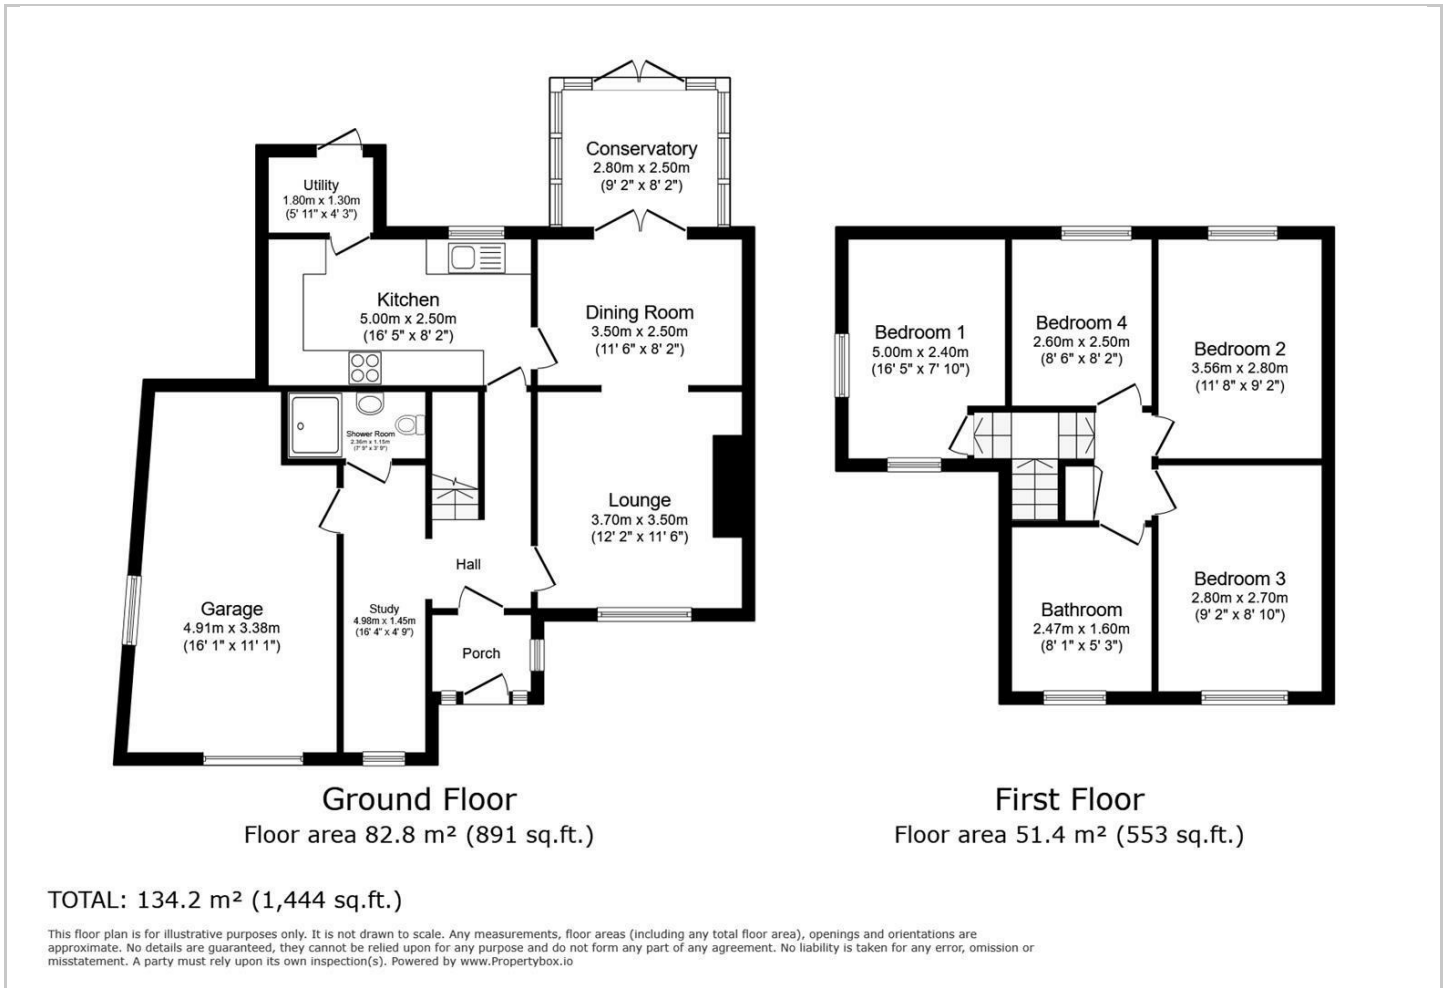 Conservatory
2.80m x 2.50m
(9' 2" x 8' 2")
Utility
1.80m x 1.30m
(5' 11" x 4' 3")
Kitchen
5.00m x 2.50m
(16' 5" x 8' 2")
Dining Room
3.50m x 2.50m
(11' 6" x 8' 2")
Shower Room
2.36m x 1.15m
(7' 9" x 3' 9")
Lounge
3.70m x 3.50m
(12' 2" x 11' 6")
Hall
Garage
4.91m x 3.38m
(16' 1" x 11' 1")
Study
4.98m x 1.45m
(16' 4" x 4' 9")
Porch
Ground Floor
Floor area 82.8 m² (891 sq.ft.)
Bedroom 1
5.00m x 2.40m
(16' 5" x 7' 10")
Bedroom 4
2.60m x 2.50m
(8' 6" x 8' 2")
Bedroom 2
3.56m x 2.80m
(11' 8" x 9' 2")
Bedroom 3
2.80m x 2.70m
(9' 2" x 8' 10")
Bathroom
2.47m x 1.60m
(8' 1" x 5' 3")
First Floor
Floor area 51.4 m² (553 sq.ft.)
TOTAL: 134.2 m² (1,444 sq.ft.)
This floor plan is for illustrative purposes only. It is not drawn to scale. Any measurements, floor areas (including any total floor area), openings and orientations are
approximate. No details are guaranteed, they cannot be relied upon for any purpose and do not form any part of any agreement. No liability is taken for any error, omission or
misstatement. A party must rely upon its own inspection(s). Powered by www.Propertybox.io